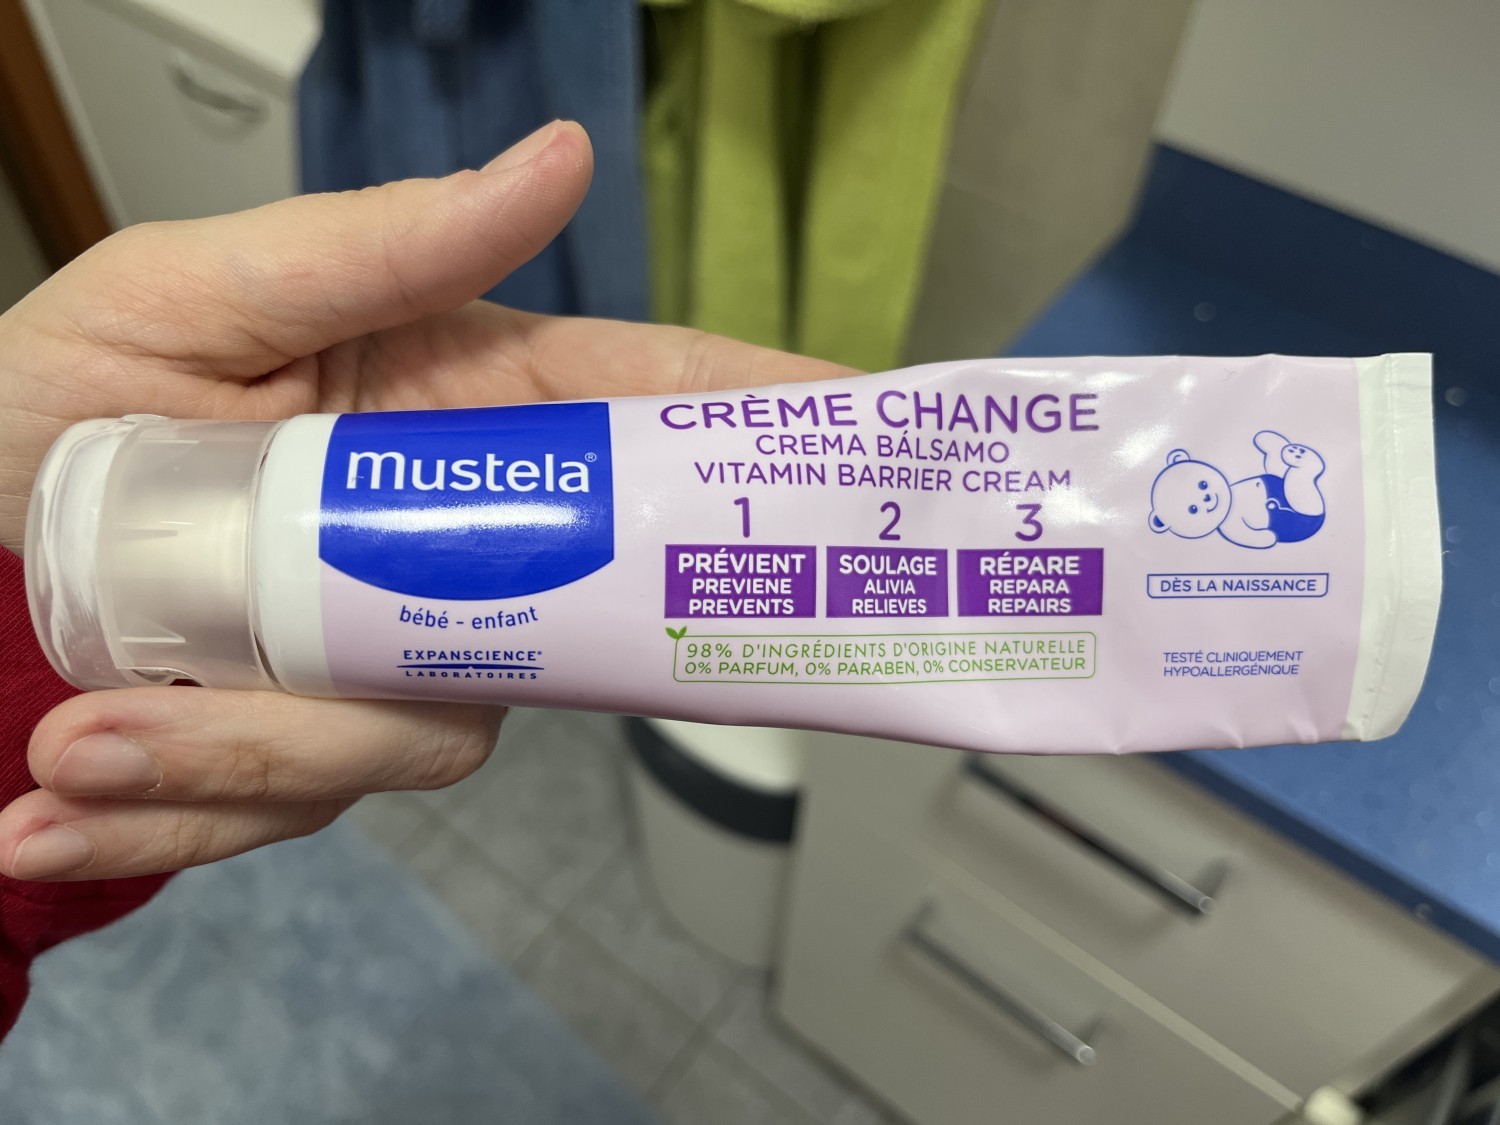 mustela®
bébé - enfant
EXPANSCIENCE®
LABORATOIRES
CRÈME CHANGE
CREMA BÁLSAMO
VITAMIN BARRIER CREAM
1
PRÉVIENT
PREVIENE
PREVENTS
2
SOULAGE
ALIVIA
RELIEVES
3
RÉPARE
REPARA
REPAIRS
98% D'INGRÉDIENTS D'ORIGINE NATURELLE
0% PARFUM, 0% PARABEN, 0% CONSERVATEUR
DÈS LA NAISSANCE
TESTÉ CLINIQUEMENT
HYPOALLERGÉNIQUE